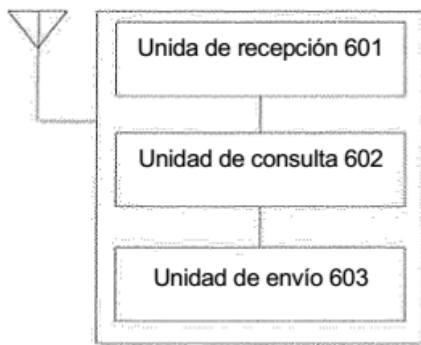 Unida de recepción 601
Unidad de consulta 602
Unidad de envío 603